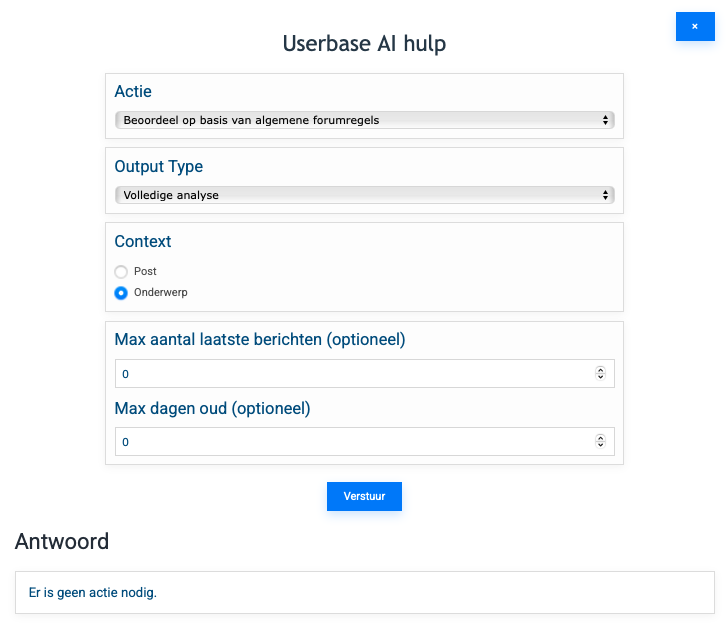 ×
Userbase AI hulp
Actie
Beoordeel op basis van algemene forumregels
Output Type
Volledige analyse
Context
Post
Onderwerp
Max aantal laatste berichten (optioneel)
0
Max dagen oud (optioneel)
0
Verstuur
Antwoord
Er is geen actie nodig.